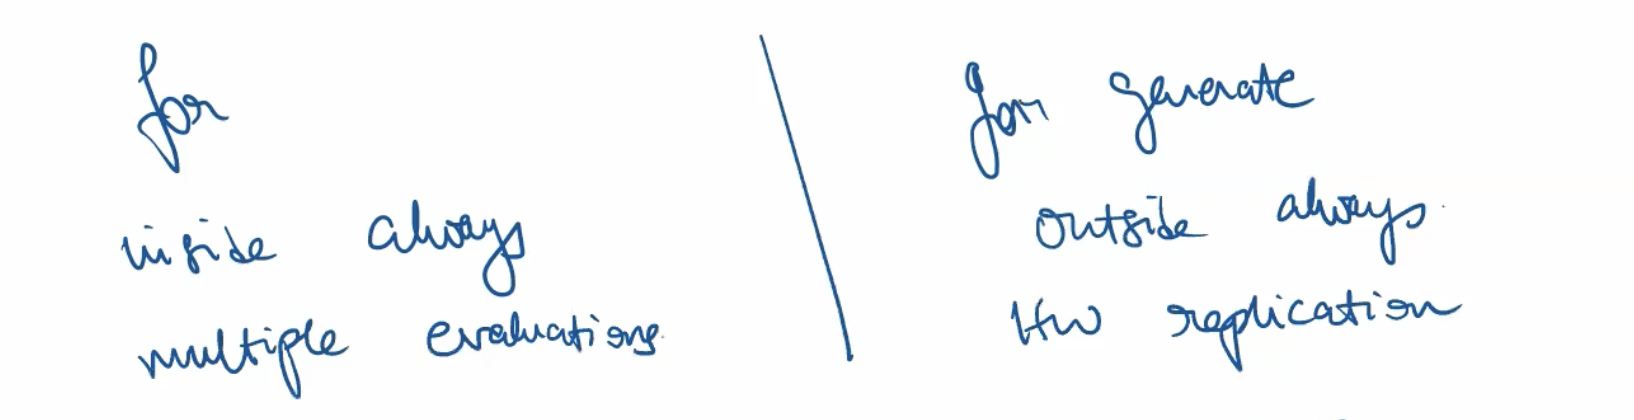 for
inside always
multiple evaluations.
for generate
outside always.
HW replication